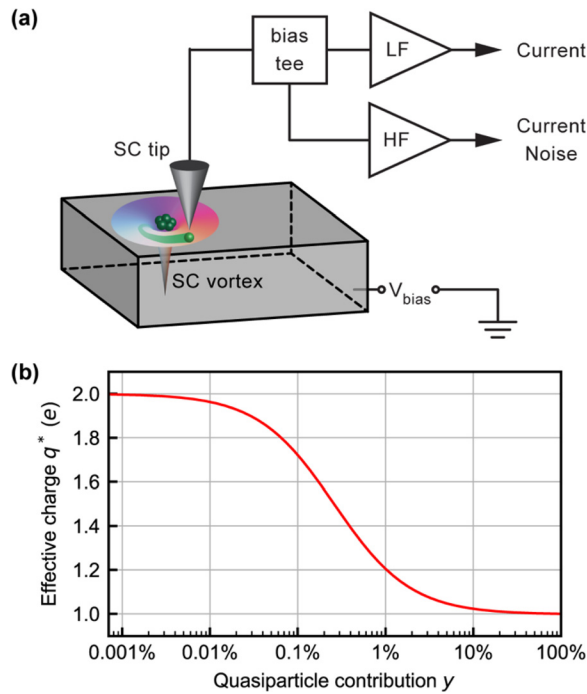 (a)
bias
tee
LF
Current
HF
Current
Noise
SC tip
SC vortex
Vbias
(b)
Effective charge q* (e)
2.0
1.8
1.6
1.4
1.2
1.0
0.001% 0.01% 0.1% 1% 10% 100%
Quasiparticle contribution y